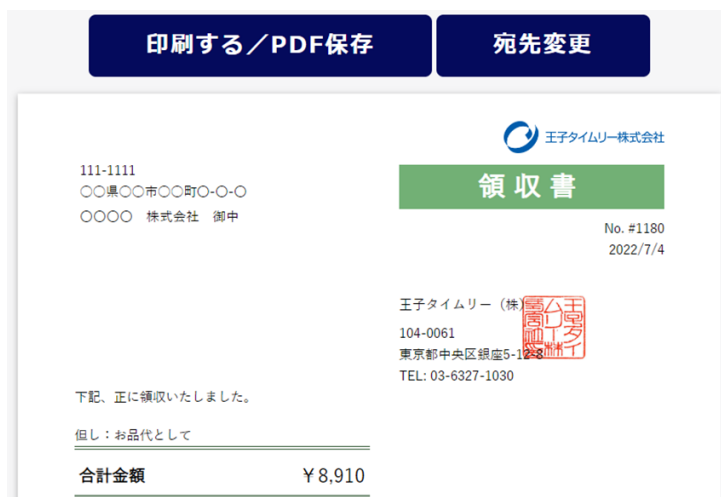 印刷する／PDF保存
宛先変更
王子タイムリー株式会社
111-1111
〇〇県〇〇市〇〇町〇-〇-〇
〇〇〇〇　株式会社　御中
領収書
No. #1180
2022/7/4
王子タイムリー（株）
104-0061
東京都中央区銀座5-12-8
TEL: 03-6327-1030
下記、正に領収いたしました。
但し：お品代として
合計金額
￥8,910